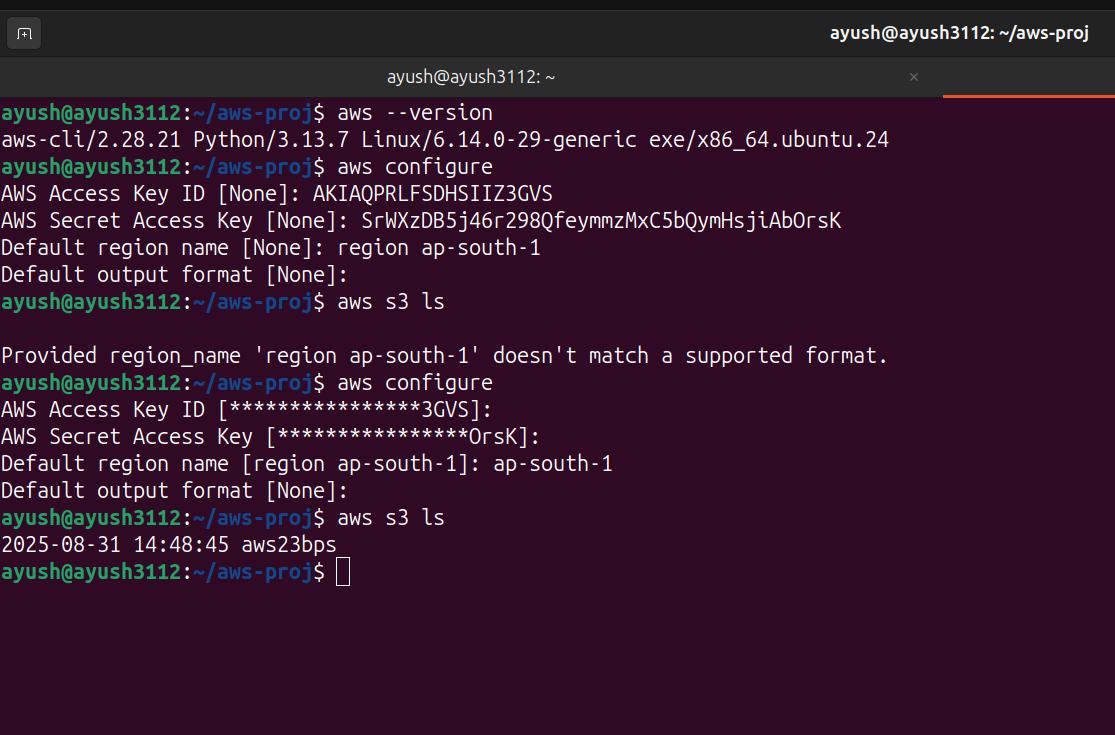 ayush@ayush3112: ~/aws-proj
ayush@ayush3112: ~ ×
ayush@ayush3112:~/aws-proj$ aws --version
aws-cli/2.28.21 Python/3.13.7 Linux/6.14.0-29-generic exe/x86_64.ubuntu.24
ayush@ayush3112:~/aws-proj$ aws configure
AWS Access Key ID [None]: AKIAQPRLFSDHSIIZ3GVS
AWS Secret Access Key [None]: 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
Default region name [None]: region ap-south-1
Default output format [None]:
ayush@ayush3112:~/aws-proj$ aws s3 ls
Provided region_name 'region ap-south-1' doesn't match a supported format.
ayush@ayush3112:~/aws-proj$ aws configure
AWS Access Key ID [****************3GVS]:
AWS Secret Access Key [****************OrsK]:
Default region name [region ap-south-1]: ap-south-1
Default output format [None]:
ayush@ayush3112:~/aws-proj$ aws s3 ls
2025-08-31 14:48:45 aws23bps
ayush@ayush3112:~/aws-proj$